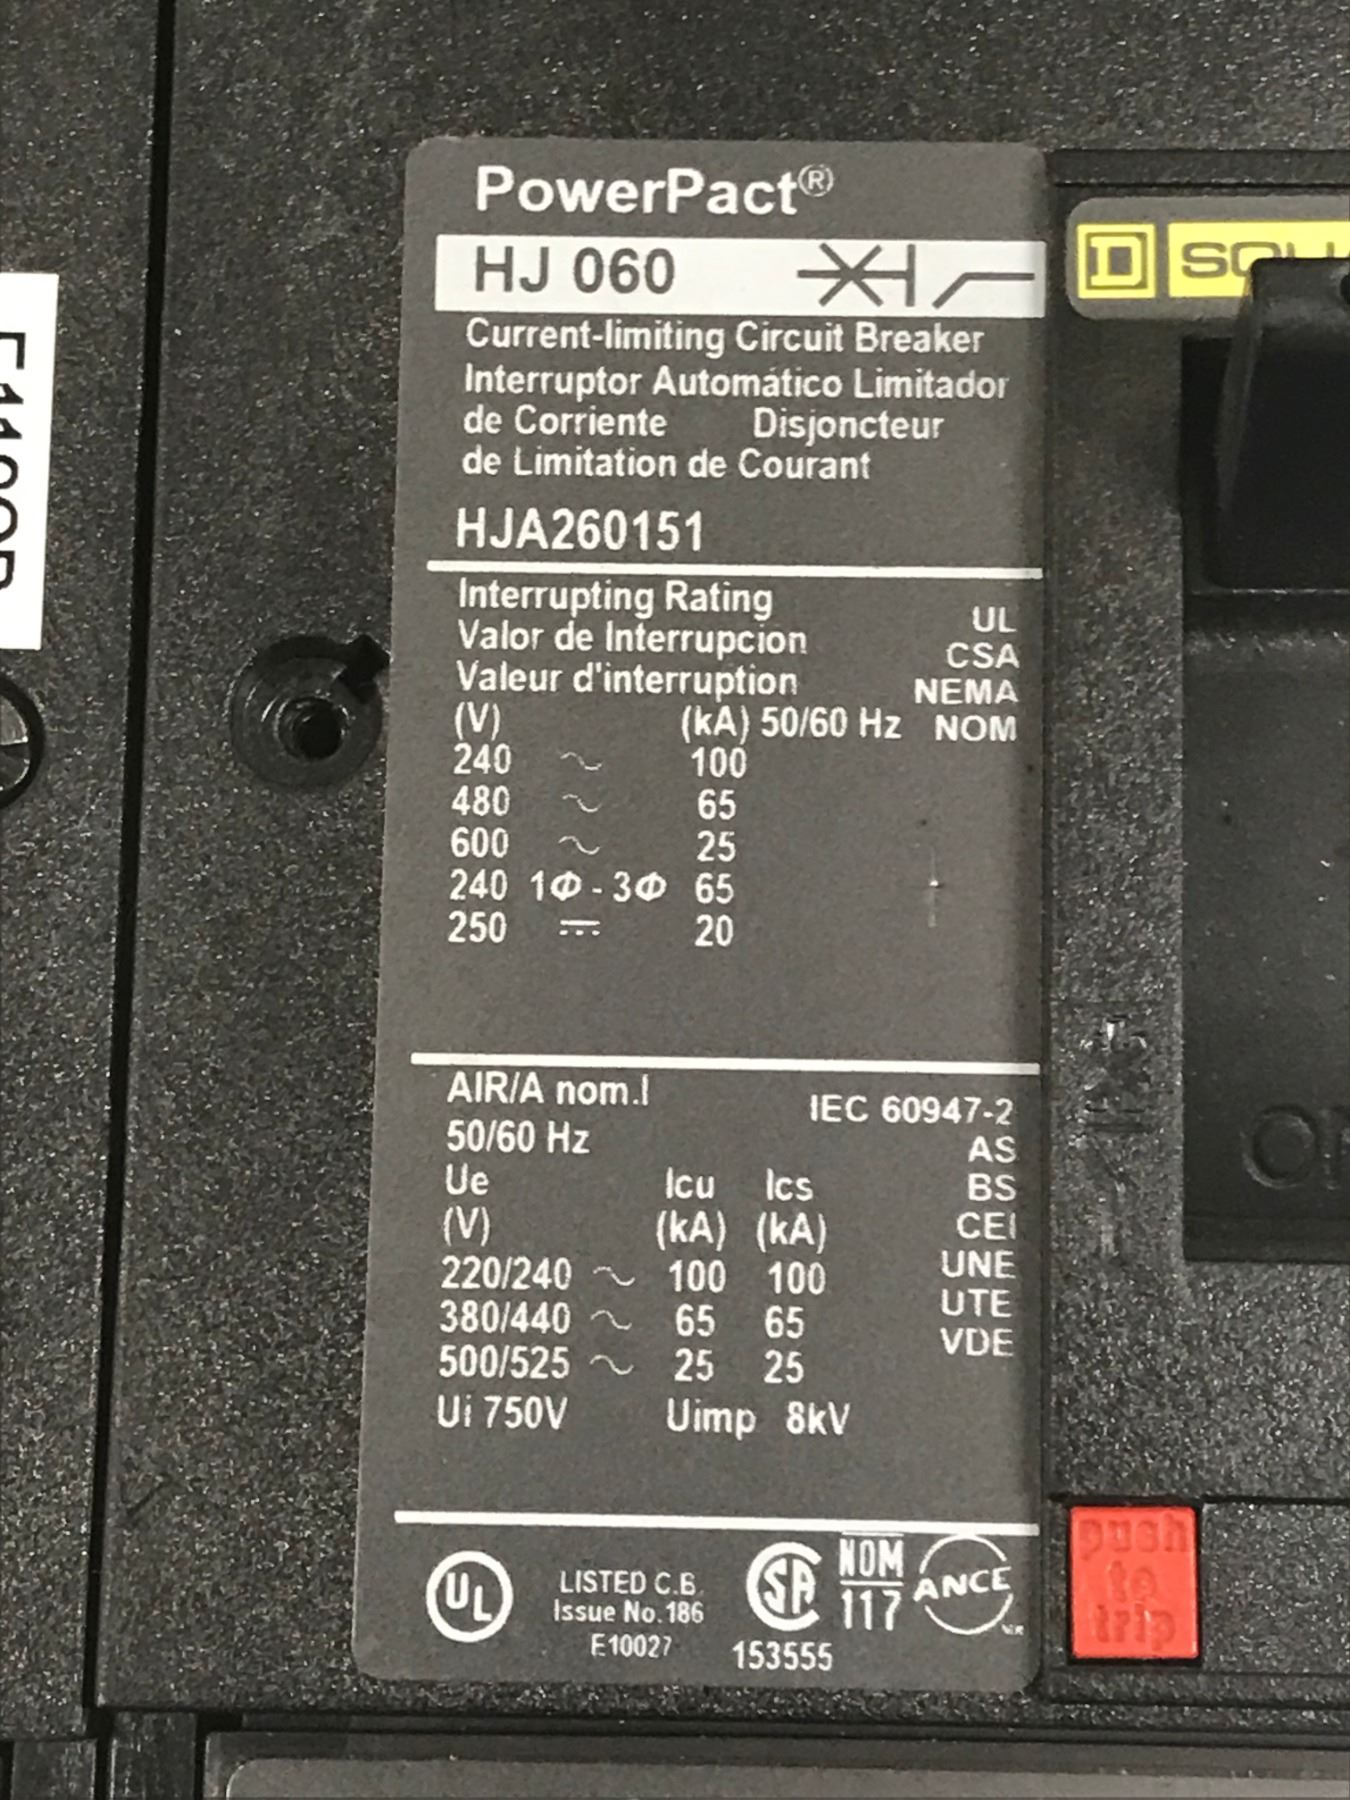 PowerPact®
HJ 060
Current-limiting Circuit Breaker
Interruptor Automático Limitador
de Corriente Disjoncteur
de Limitation de Courant
HJA260151
Interrupting Rating
Valor de Interrupcion
Valeur d'interruption
UL
CSA
NEMA
NOM
(V) (kA) 50/60 Hz
240 ~ 100
480 ~ 65
600 ~ 25
240 1Φ - 3Φ 65
250 ⎓ 20
AIR/A nom.I
50/60 Hz
IEC 60947-2
AS
BS
CEI
UNE
UTE
VDE
Ue Icu Ics
(V) (kA) (kA)
220/240 ~ 100 100
380/440 ~ 65 65
500/525 ~ 25 25
Ui 750V Uimp 8kV
UL
LISTED C.B.
Issue No. 186
E10027
SA
153555
NOM
117
ANCE
D
push
to
trip